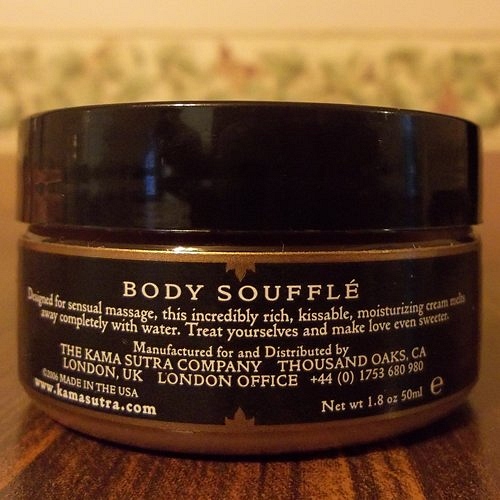 BODY SOUFFLÉ
Designed for sensual massage, this incredibly rich, kissable, moisturizing cream melts
away completely with water. Treat yourselves and make love even sweeter.
Manufactured for and Distributed by
THE KAMA SUTRA COMPANY THOUSAND OAKS, CA
LONDON, UK LONDON OFFICE +44 (0) 1753 680 980
©2006 MADE IN THE USA
www.kamasutra.com
Net wt 1.8 oz 50ml ℮